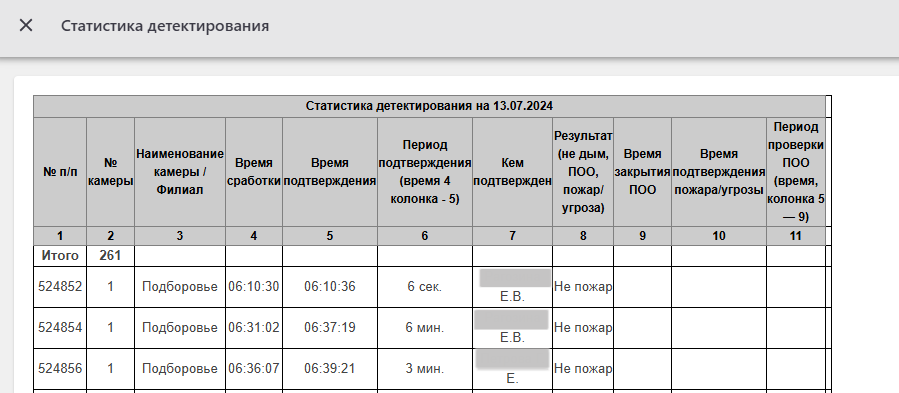 Статистика детектирования
Статистика детектирования на 13.07.2024
№ п/п
№
камеры
Наименование
камеры /
Филиал
Время
сработки
Время
подтверждения
Период
подтверждения
(время 4
колонка - 5)
Кем
подтвержден
Результат
(не дым,
ПОО,
пожар/
угроза)
Время
закрытия
ПОО
Время
подтверждения
пожара/угрозы
Период
проверки
ПОО
(время,
колонка 5
— 9)
1 2 3 4 5 6 7 8 9 10 11
Итого 261
524852 1 Подборовье 06:10:30 06:10:36 6 сек. Е.В. Не пожар
524854 1 Подборовье 06:31:02 06:37:19 6 мин. Е.В. Не пожар
524856 1 Подборовье 06:36:07 06:39:21 3 мин. Е. Не пожар